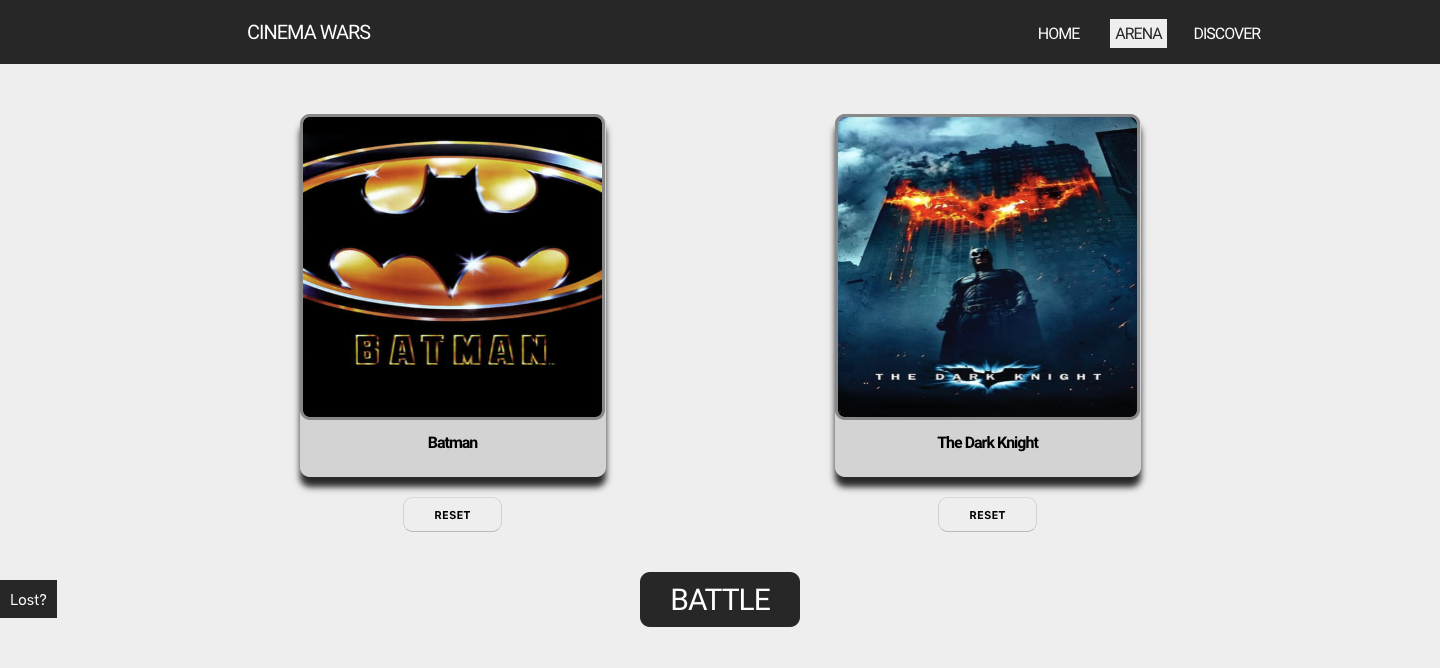 CINEMA WARS
HOME ARENA DISCOVER
BATMAN
THE DARK KNIGHT
Batman
The Dark Knight
RESET
RESET
BATTLE
Lost?